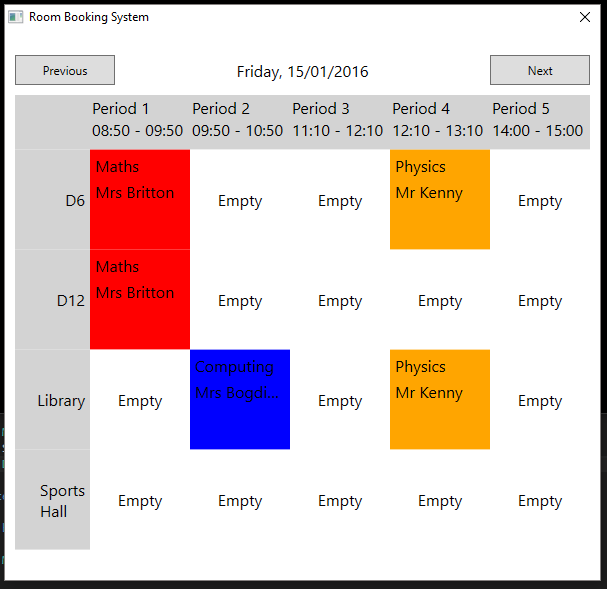 Room Booking System
Previous
Friday, 15/01/2016
Next
Period 1 Period 2 Period 3 Period 4 Period 5
08:50 - 09:50 09:50 - 10:50 11:10 - 12:10 12:10 - 13:10 14:00 - 15:00
D6
Maths
Mrs Britton
Empty
Empty
Physics
Mr Kenny
Empty
D12
Maths
Mrs Britton
Empty
Empty
Empty
Empty
Library
Empty
Computing
Mrs Bogdi...
Empty
Physics
Mr Kenny
Empty
Sports
Hall
Empty
Empty
Empty
Empty
Empty